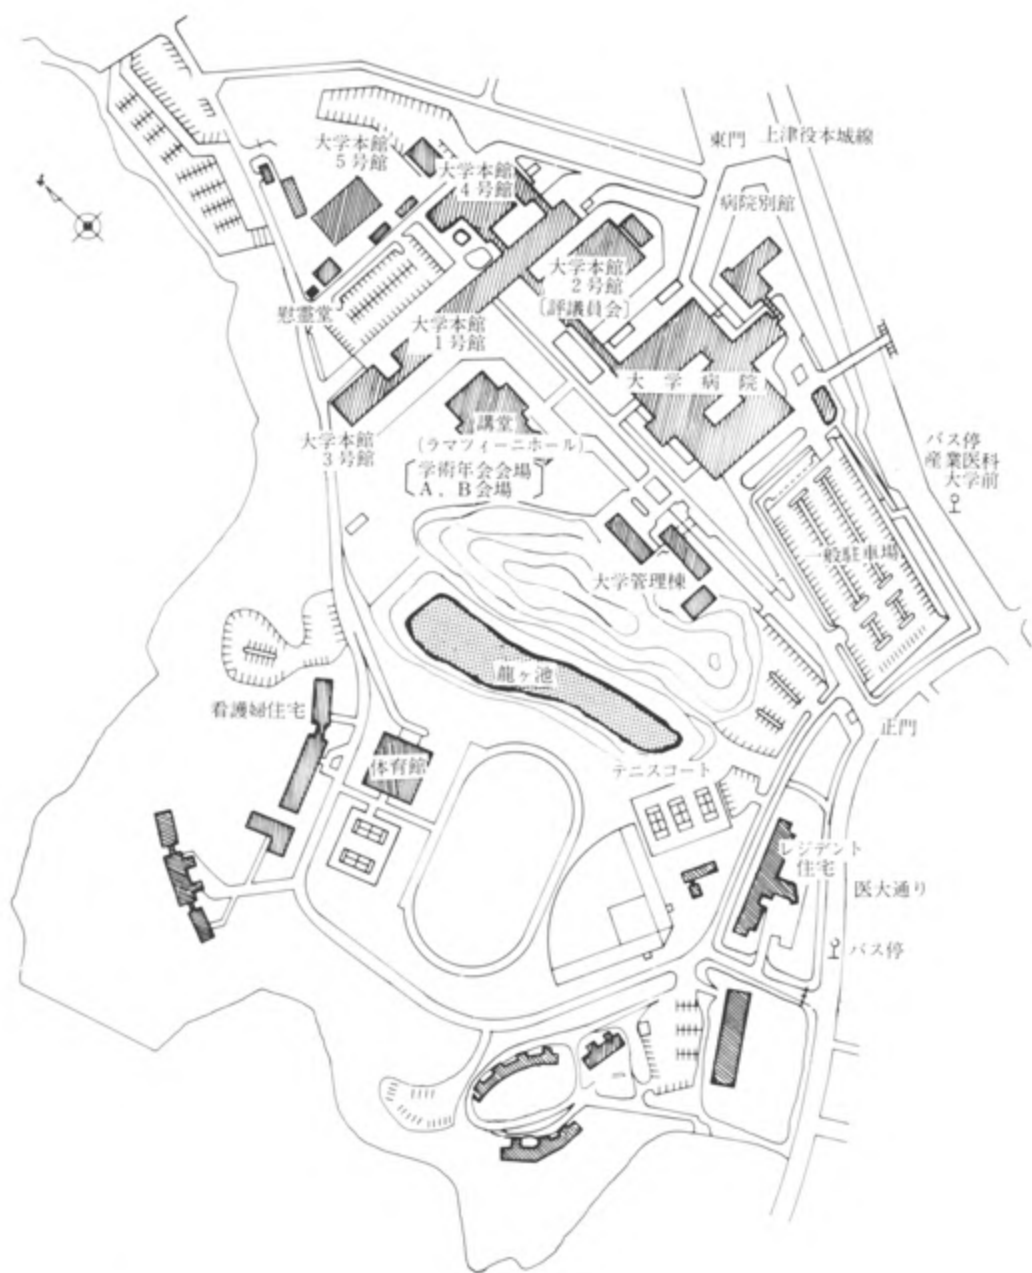 東門
上津役本城線
大学本館
5号館
大学本館
4号館
病院別館
大学本館
2号館
〔評議員会〕
慰霊堂
大学本館
1号館
大学病院
講堂
(ラマツィーニホール)
大学本館
3号館
学術年会会場
A，B会場
バス停
産業医科
大学前
一般駐車場
大学管理棟
龍ヶ池
看護婦住宅
正門
体育館
テニスコート
レジデント
住宅
医大通り
バス停